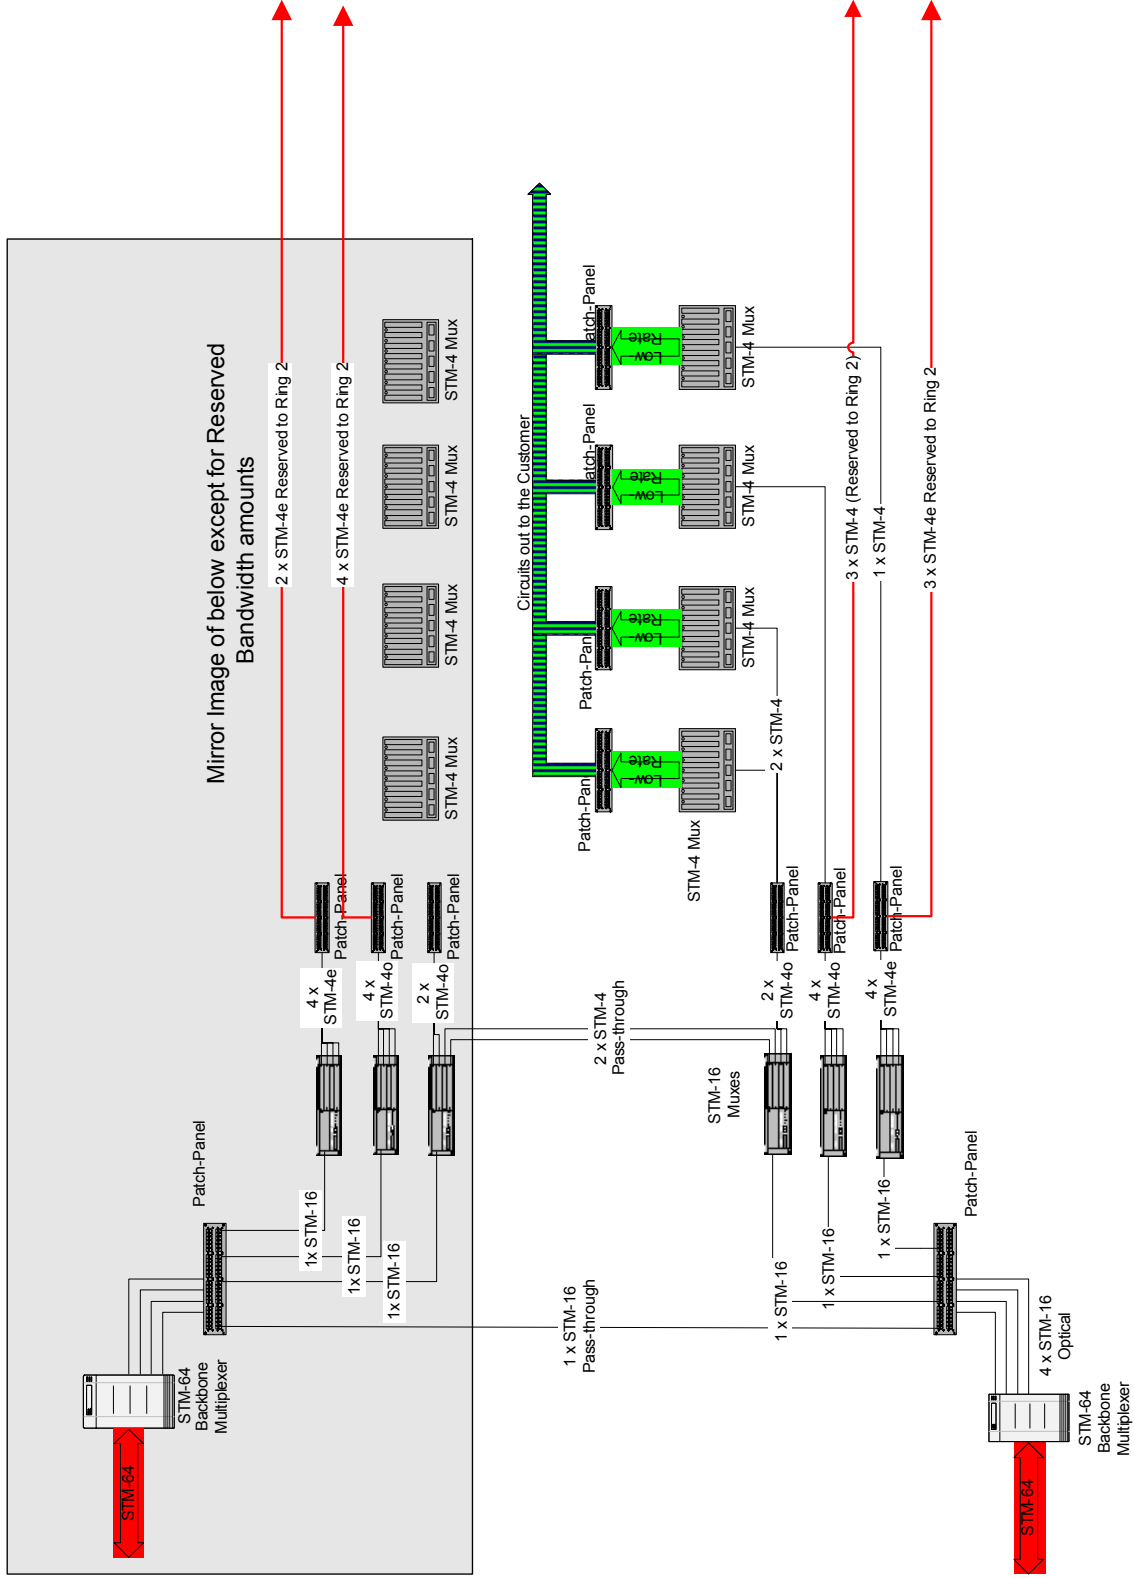 Mirror Image of below except for Reserved
Bandwidth amounts
2 x STM-4e Reserved to Ring 2
4 x STM-4e Reserved to Ring 2
STM-4 Mux
STM-4 Mux
STM-4 Mux
STM-4 Mux
Patch-Panel
Patch-Panel
Patch-Panel
4 x
STM-4e
4 x
STM-4o
2 x
STM-4o
Patch-Panel
1x STM-16
1x STM-16
1x STM-16
STM-64
Backbone
Multiplexer
STM-64
Circuits out to the Customer
Patch-Pan
Patch-Pan
atch-Panel
atch-Panel
Low-
Rate
Low-
Rate
Low-
Rate
Low-
Rate
STM-4 Mux
STM-4 Mux
STM-4 Mux
STM-4 Mux
2 x STM-4
3 x STM-4 (Reserved to Ring 2)
1 x STM-4
3 x STM-4e Reserved to Ring 2
Patch-Panel
Patch-Panel
Patch-Panel
2 x
STM-4o
4 x
STM-4o
4 x
STM-4e
2 x STM-4
Pass-through
STM-16
Muxes
1 x STM-16
Pass-through
1 x STM-16
1 x STM-16
1 x STM-16
Patch-Panel
4 x STM-16
Optical
STM-64
Backbone
Multiplexer
STM-64